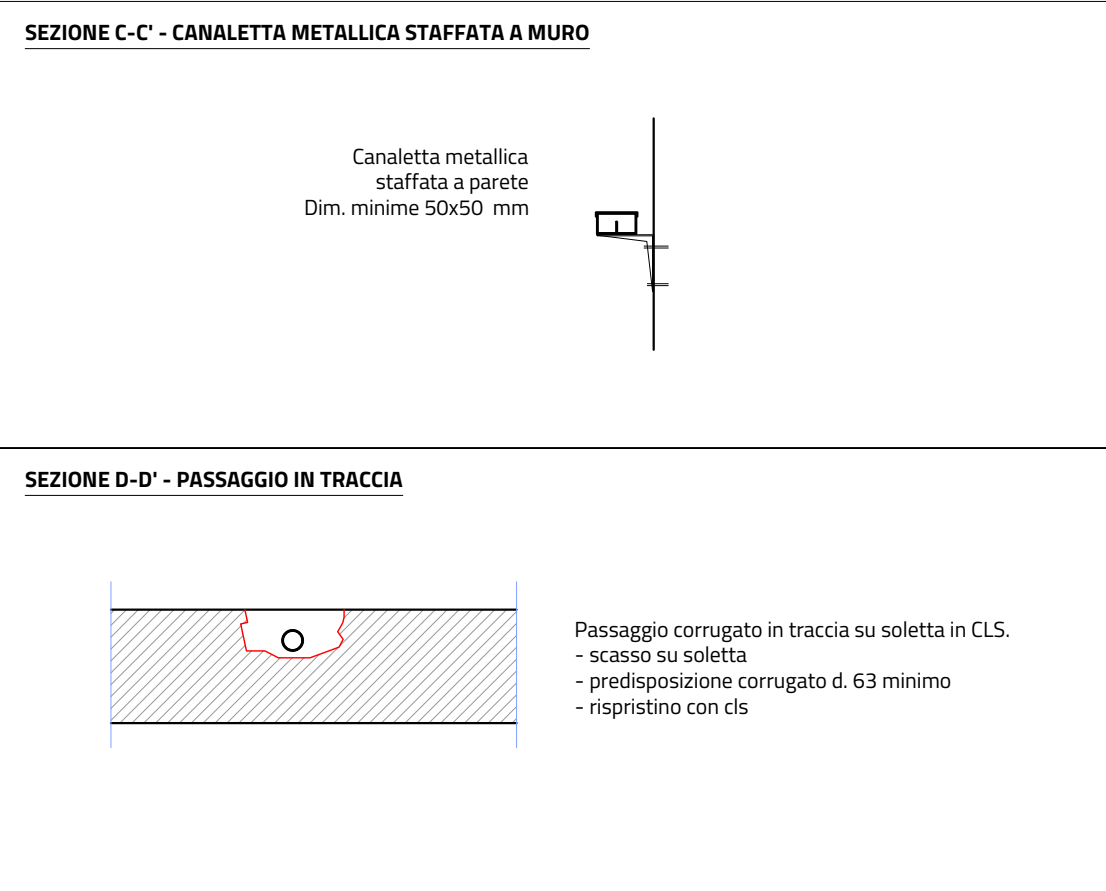 SEZIONE C-C' - CANALETTA METALLICA STAFFATA A MURO
Canaletta metallica
staffata a parete
Dim. minime 50x50 mm
SEZIONE D-D' - PASSAGGIO IN TRACCIA
Passaggio corrugato in traccia su soletta in CLS.
- scasso su soletta
- predisposizione corrugato d. 63 minimo
- rispristino con cls